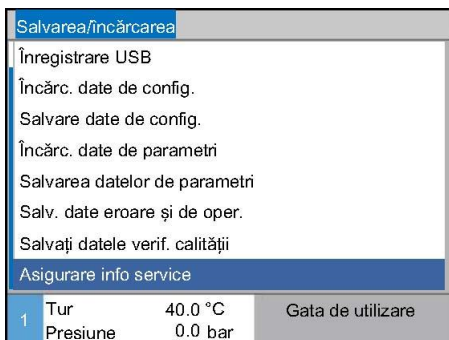 Salvarea/încărcarea
Înregistrare USB
Încărc. date de config.
Salvare date de config.
Încărc. date de parametri
Salvarea datelor de parametri
Salv. date eroare și de oper.
Salvați datele verif. calității
Asigurare info service
1 Tur 40.0 °C Gata de utilizare
Presiune 0.0 bar